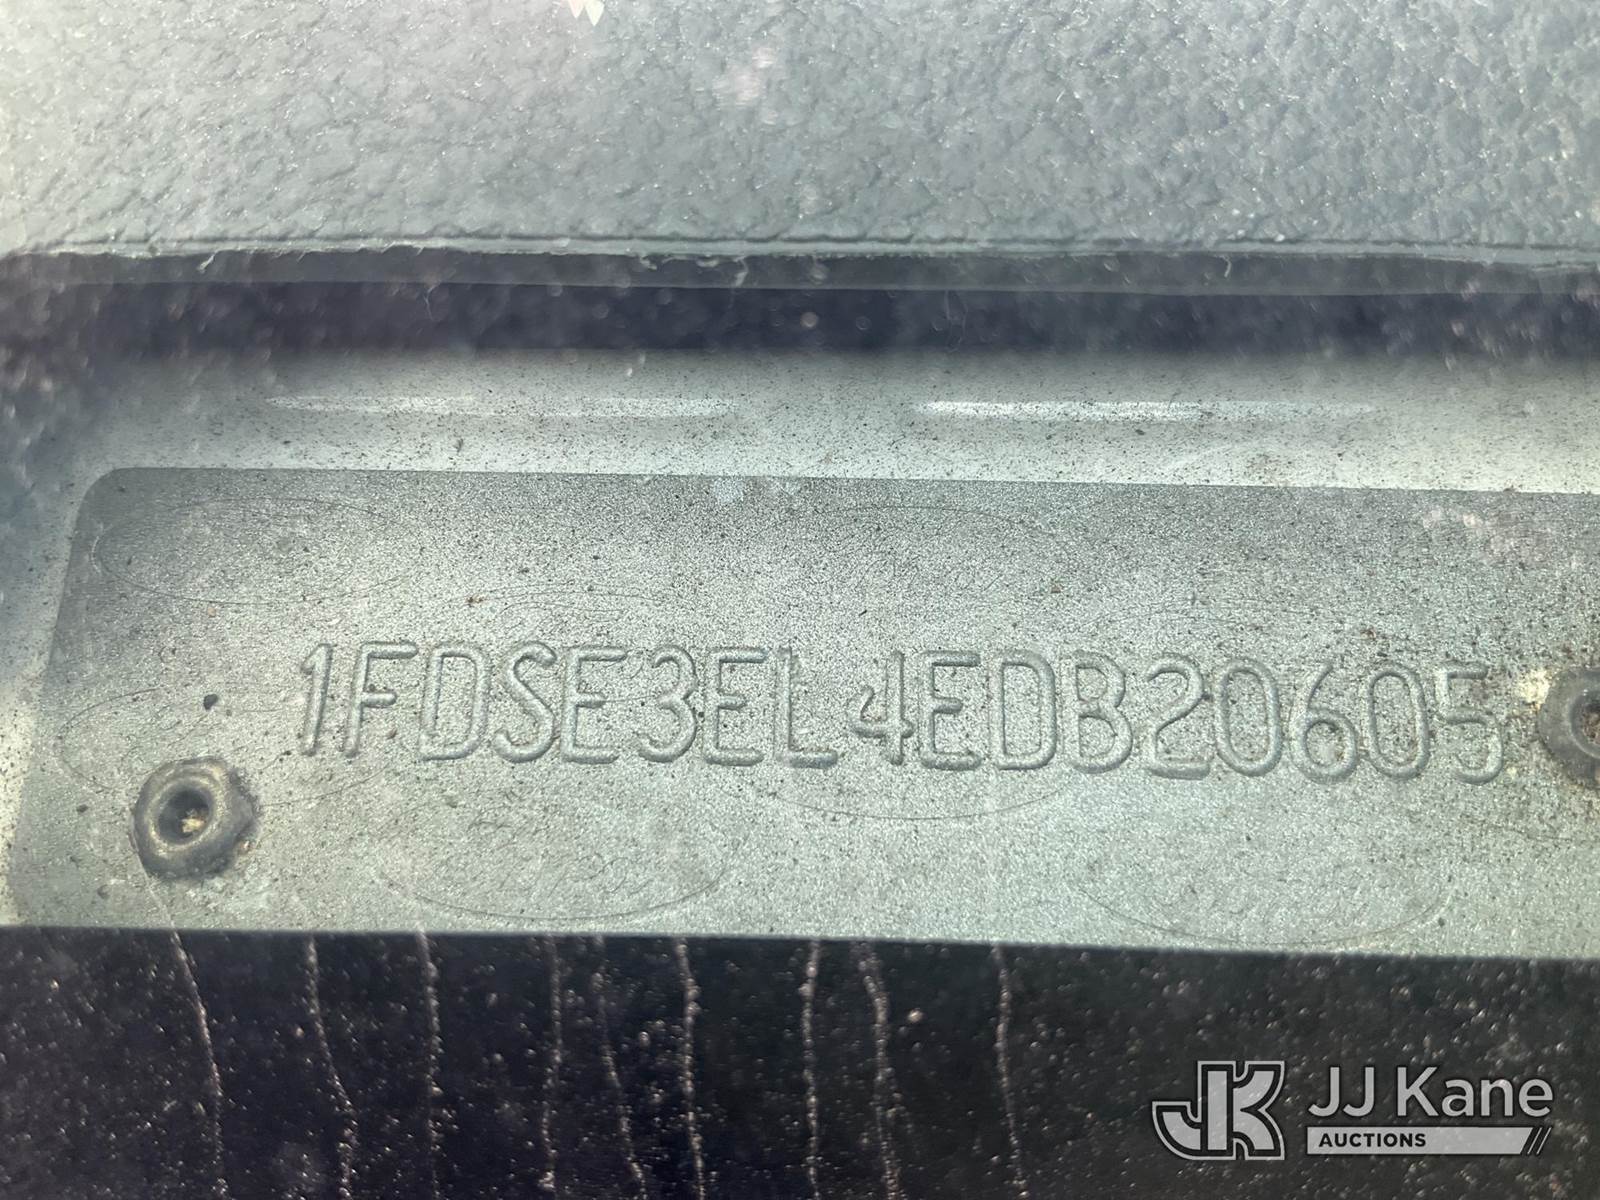 1FDSE3EL4EDB20605
JJ Kane
AUCTIONS